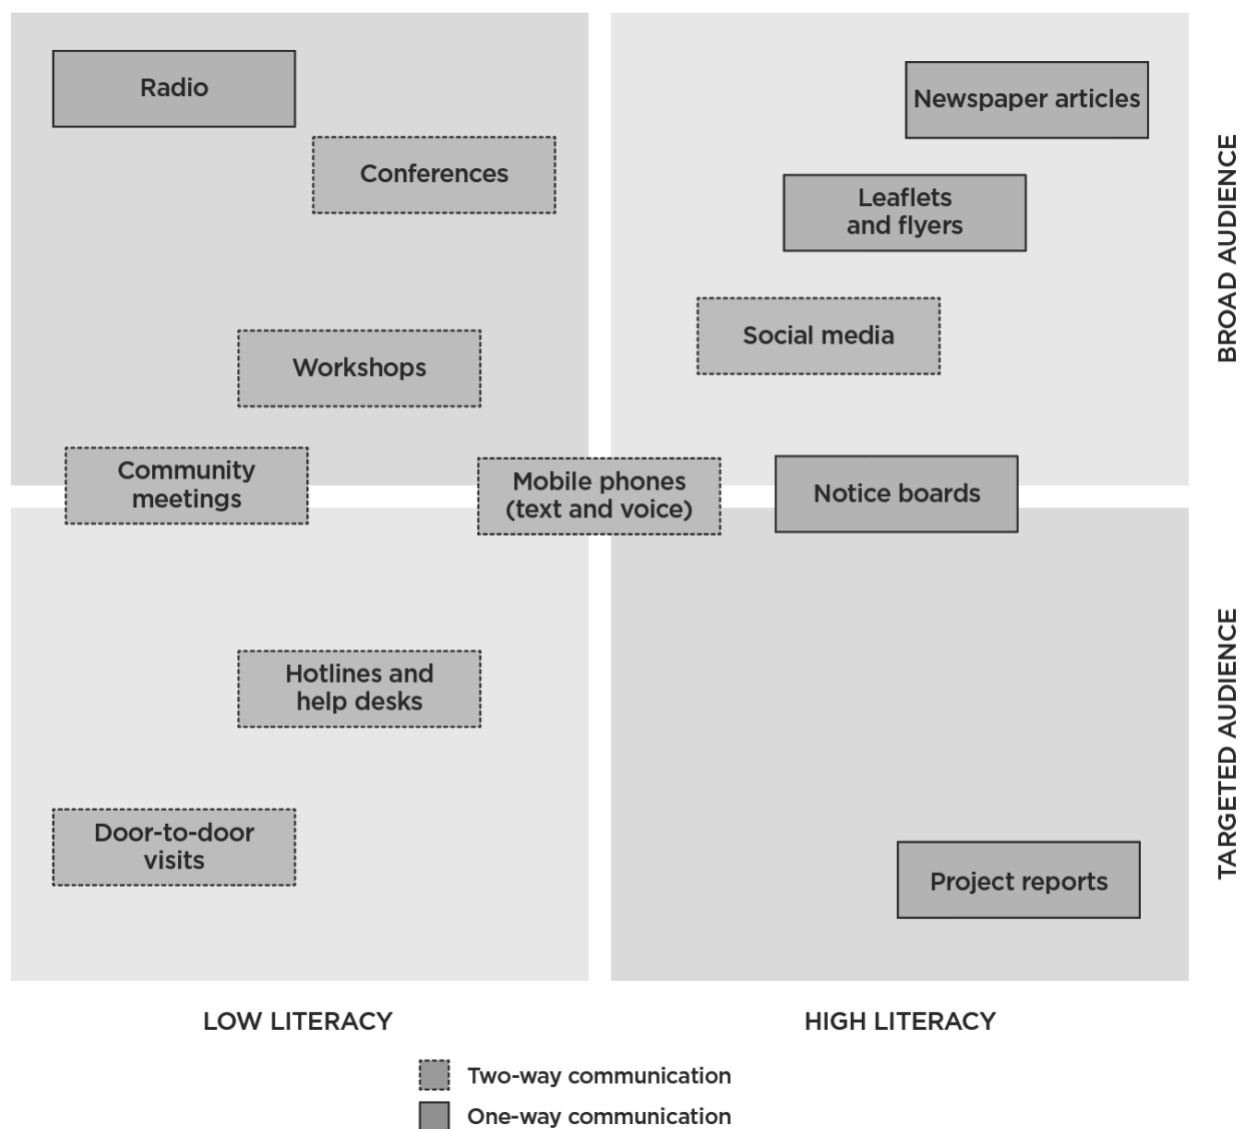 Radio
Newspaper articles
Conferences
Leaflets
and flyers
Social media
Workshops
Community
meetings
Mobile phones
(text and voice)
Notice boards
BROAD AUDIENCE
Hotlines and
help desks
Door-to-door
visits
Project reports
TARGETED AUDIENCE
LOW LITERACY
HIGH LITERACY
Two-way communication
One-way communication